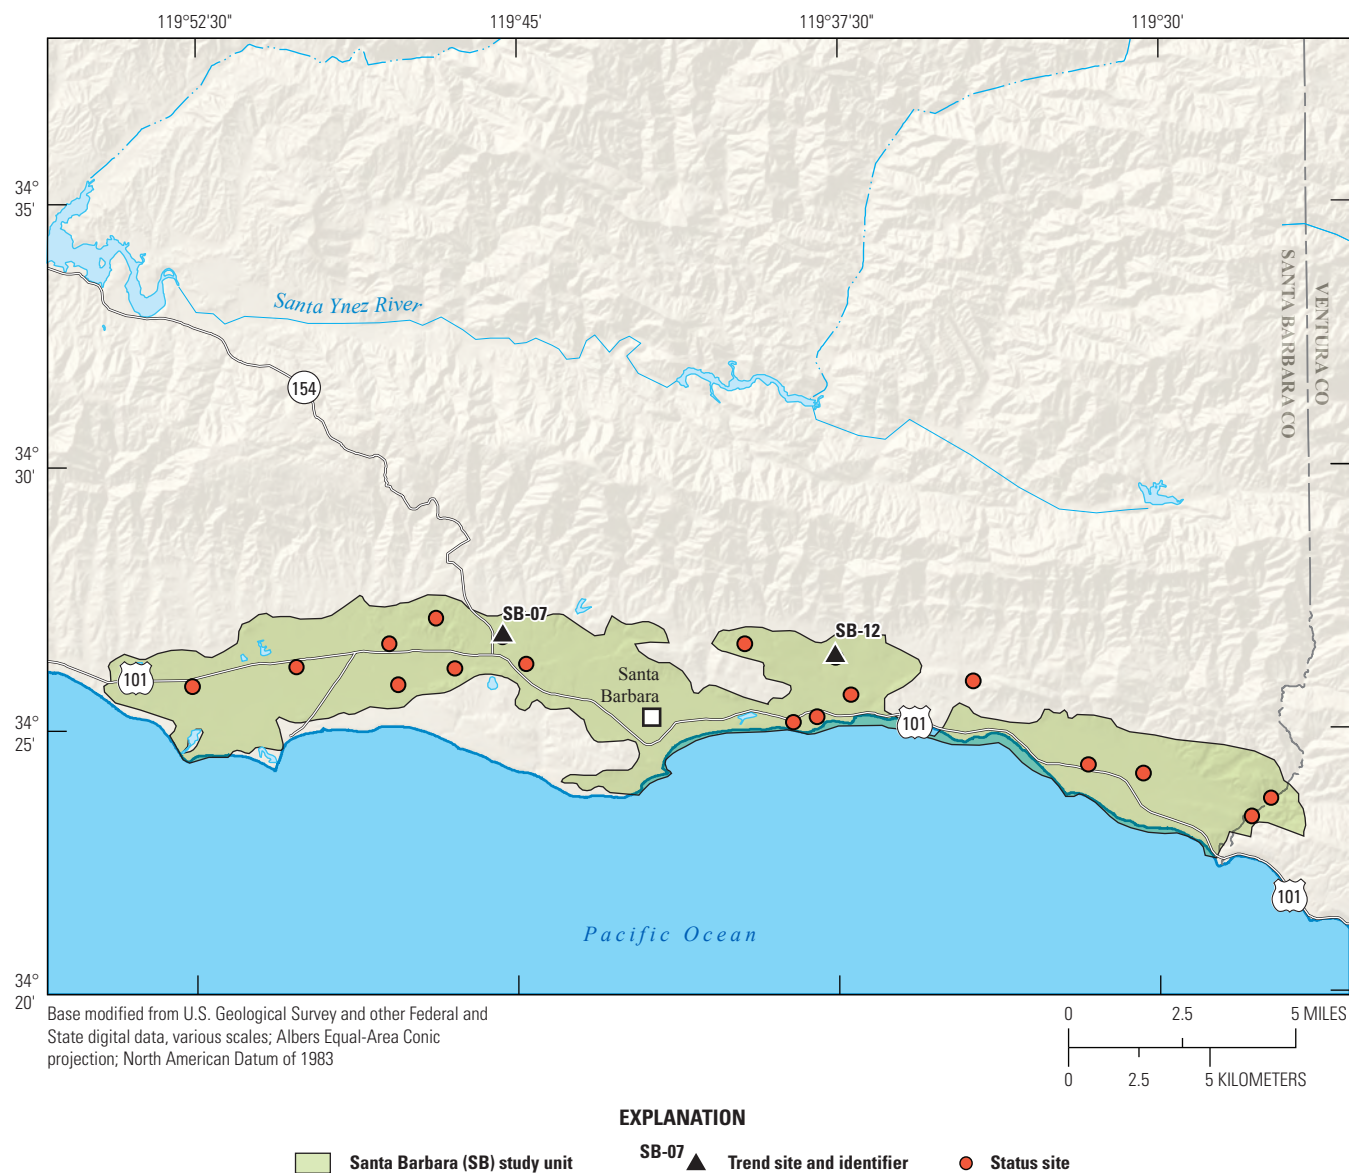 119°52'30" 119°45' 119°37'30" 119°30'
34°
35'
SANTA BARBARA CO
VENTURA CO
Santa Ynez River
154
34°
30'
SB-07
SB-12
Santa
Barbara
101
101
34°
25'
101
Pacific Ocean
34°
20'
Base modified from U.S. Geological Survey and other Federal and
State digital data, various scales; Albers Equal-Area Conic
projection; North American Datum of 1983
0 2.5 5 MILES
0 2.5 5 KILOMETERS
EXPLANATION
Santa Barbara (SB) study unit
SB-07 Trend site and identifier
Status site